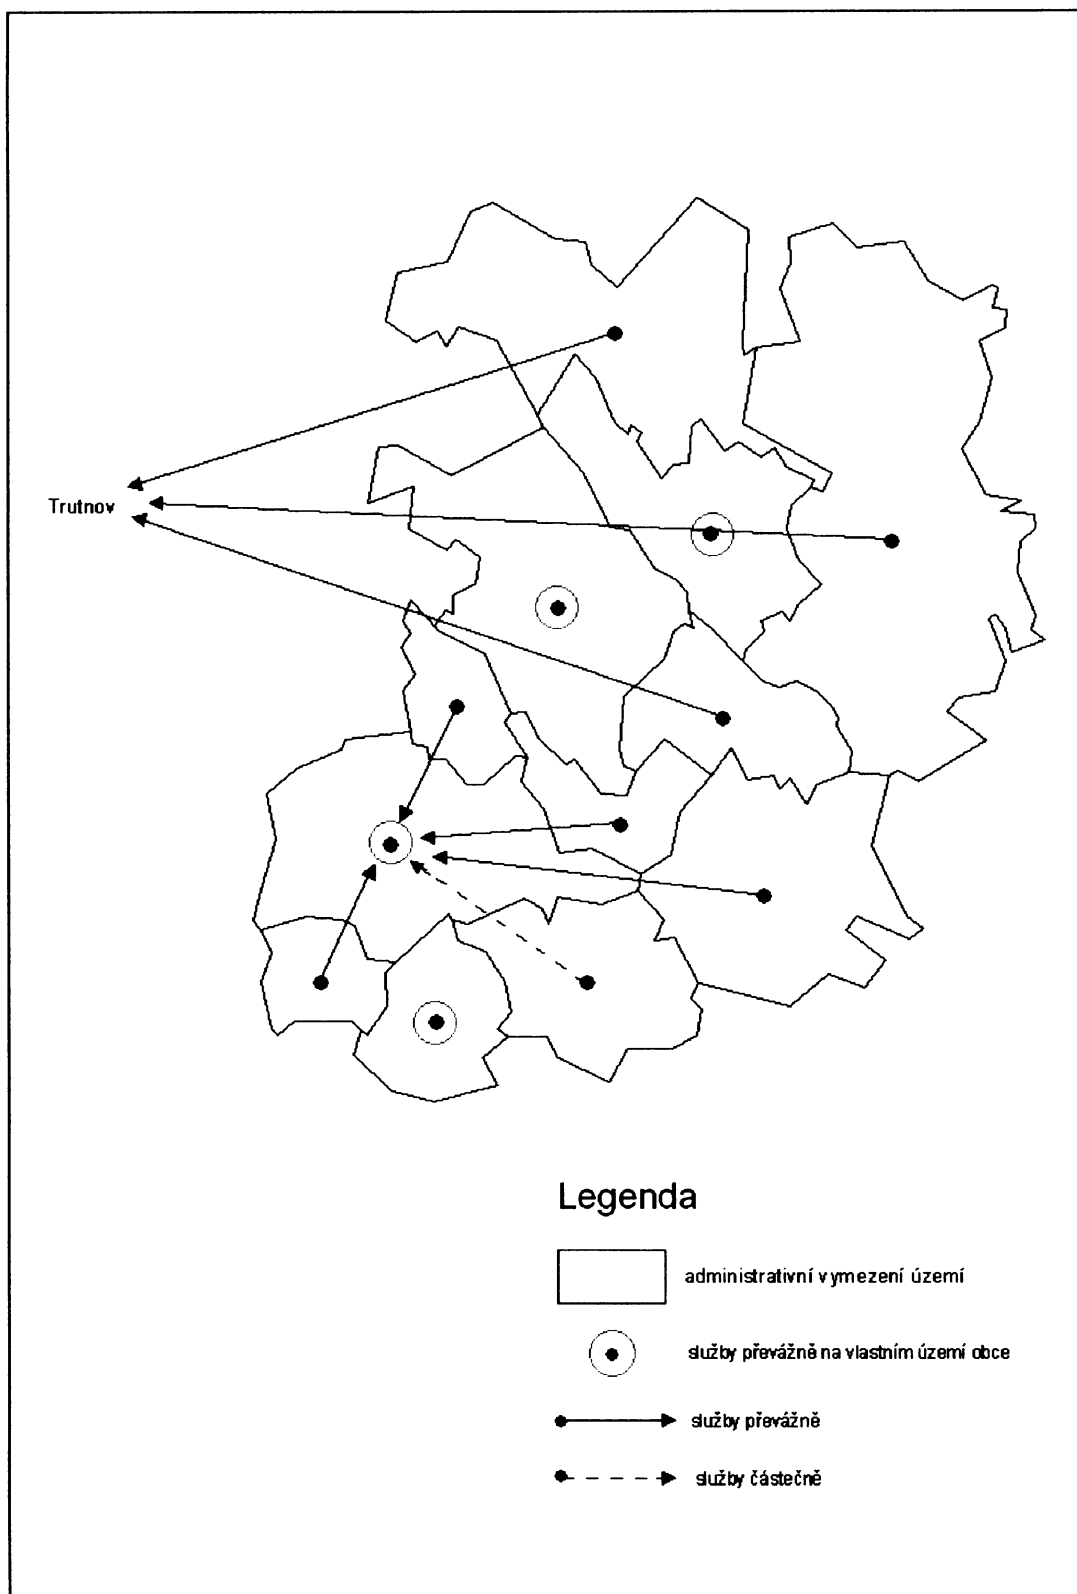 Trutnov
Legenda
administrativní vymezení území
služby převážně na vlastním území obce
služby převážně
služby částečně